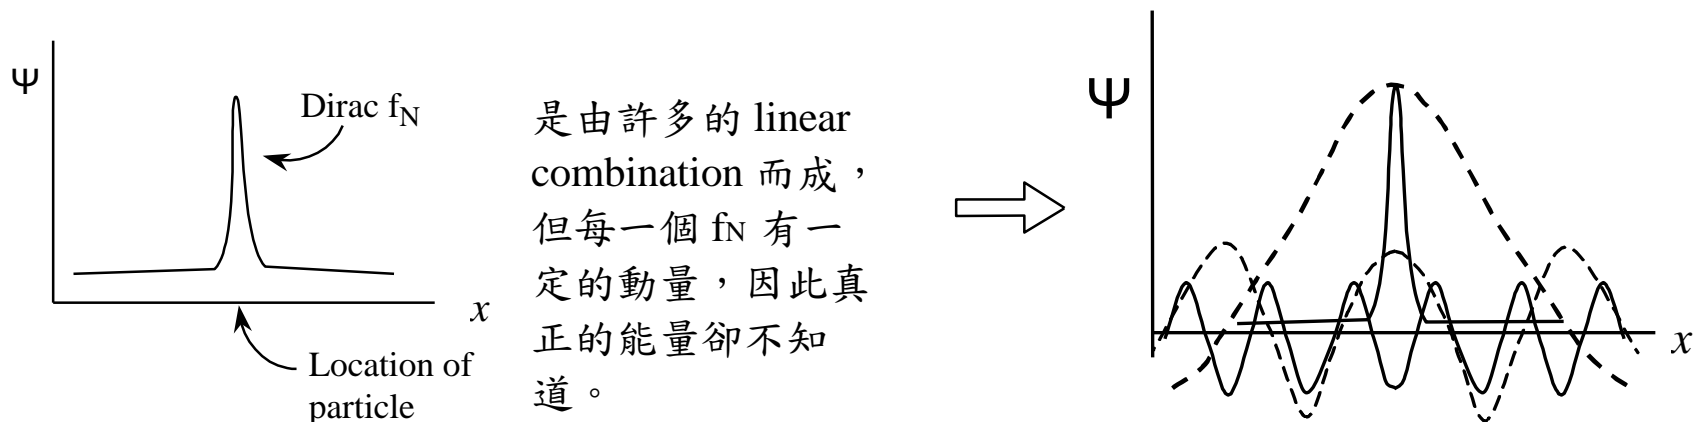 Ψ
Dirac fN
x
Location of
particle
是由許多的 linear
combination 而成，
但每一個 fN 有一
定的動量，因此真
正的能量卻不知
道。
Ψ
x